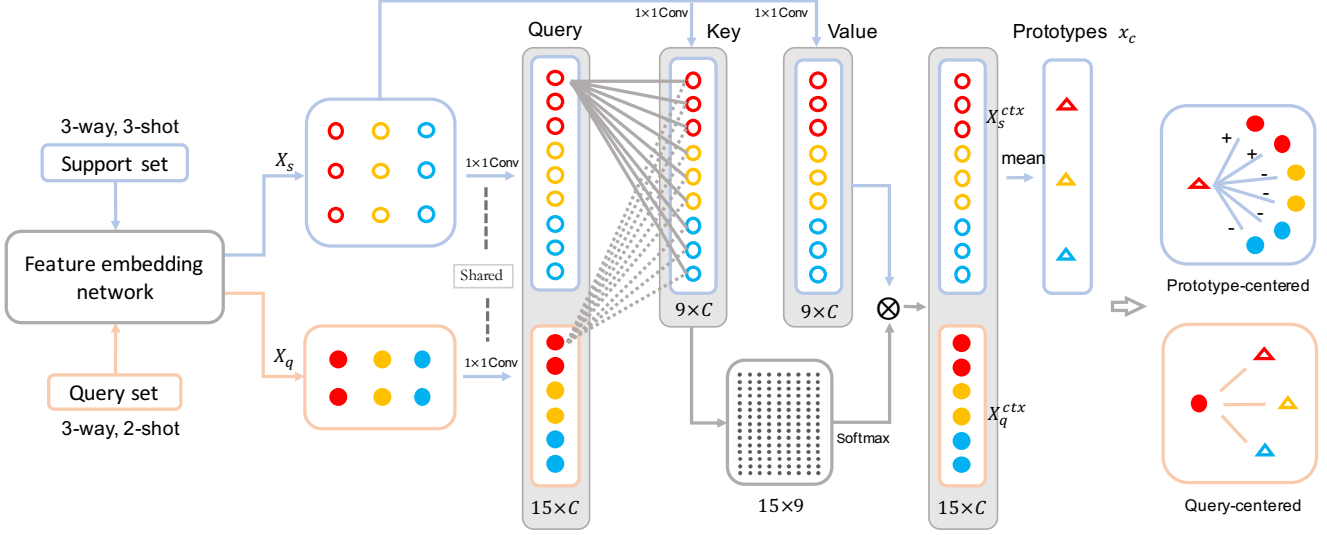 3-way, 3-shot
Support set
Feature embedding
network
Query set
3-way, 2-shot
X_s
X_q
1×1Conv
Shared
1×1Conv
Query
15×C
1×1Conv
Key
9×C
1×1Conv
Value
9×C
15×9
Softmax
⊗
X_s^{ctx}
X_q^{ctx}
15×C
mean
Prototypes x_c
+
+
-
-
-
-
Prototype-centered
Query-centered